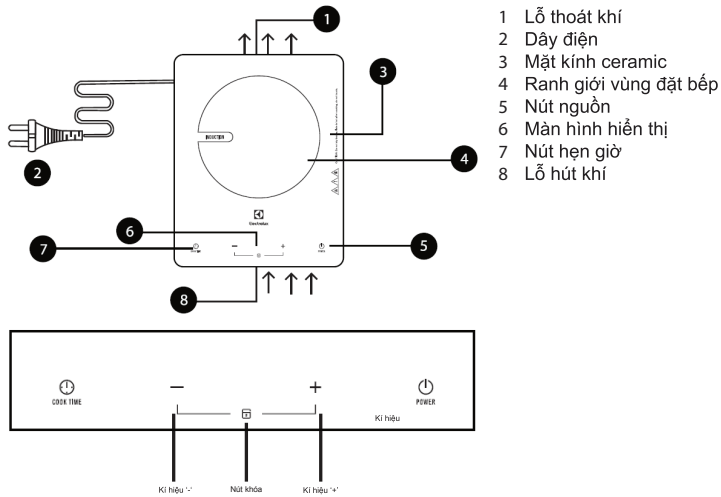 1 Lỗ thoát khí
2 Dây điện
3 Mặt kính ceramic
4 Ranh giới vùng đặt bếp
5 Nút nguồn
6 Màn hình hiển thị
7 Nút hẹn giờ
8 Lỗ hút khí
1
2
3
4
5
6
7
8
INDUCTION
Electrolux
− +
COOK TIME
− +
POWER
Kí hiệu
Kí hiệu '-' Nút khóa Kí hiệu '+'